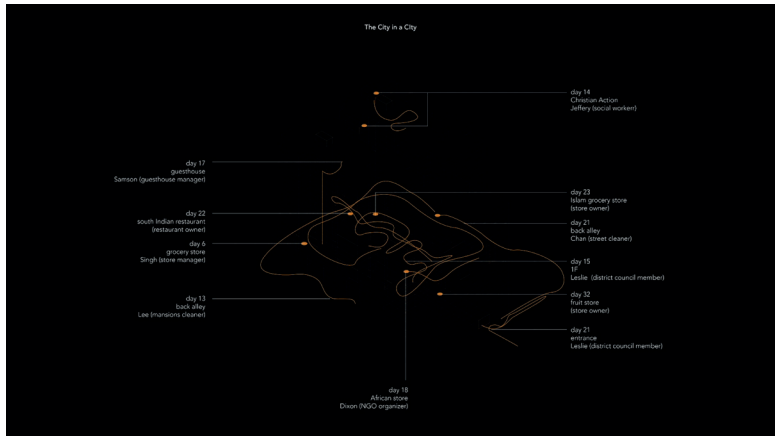 The City in a CIty
day 14
Christian Action
Jeffery (social workerr)
day 17
guesthouse
Samson (guesthouse manager)
day 22
south Indian restaurant
(restaurant owner)
day 6
grocery store
Singh (store manager)
day 13
back alley
Lee (mansions cleaner)
day 23
Islam grocery store
(store owner)
day 21
back alley
Chan (street cleaner)
day 15
1F
Leslie (district council member)
day 32
fruit store
(store owner)
day 21
entrance
Leslie (district council member)
day 18
African store
Dixon (NGO organizer)